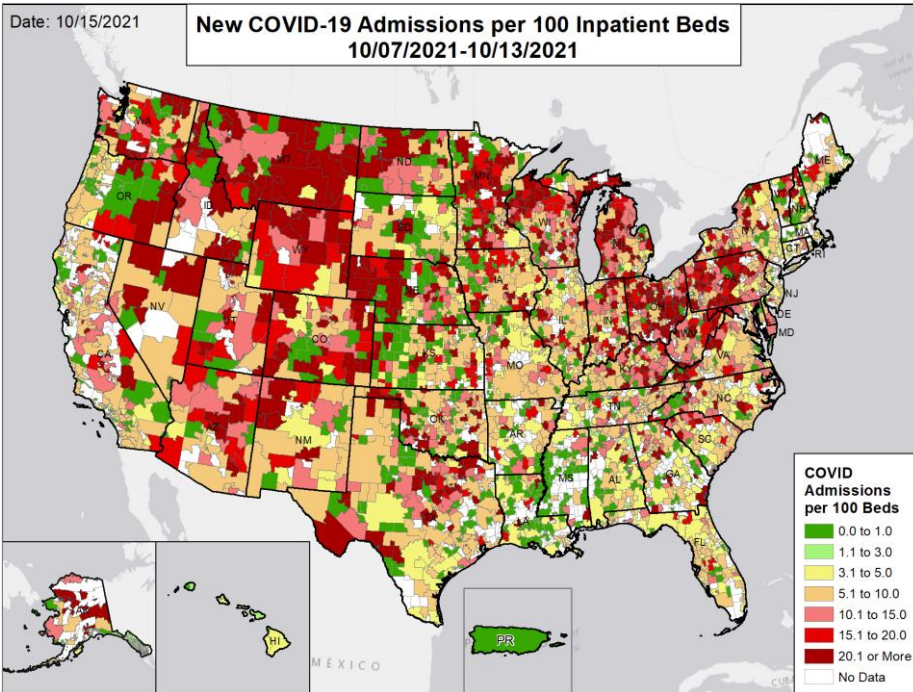 Date: 10/15/2021
New COVID-19 Admissions per 100 Inpatient Beds
10/07/2021-10/13/2021
WA
MT
ND
MN
ME
OR
ID
SD
WI
MI
NY
VT
NH
MA
CT
RI
WY
NE
IA
PA
NJ
NV
UT
CO
KS
MO
IL
IN
OH
WV
DE
MD
VA
CA
KY
AZ
NM
OK
AR
TN
NC
SC
MS
AL
GA
LA
FL
AK
HI
PR
MÉXICO
CUBA
COVID
Admissions
per 100 Beds
0.0 to 1.0
1.1 to 3.0
3.1 to 5.0
5.1 to 10.0
10.1 to 15.0
15.1 to 20.0
20.1 or More
No Data